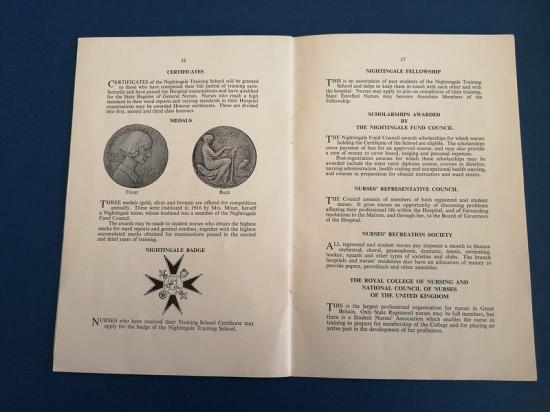 16
CERTIFICATES
CERTIFICATES of the Nightingale Training School will be granted
to those who have completed their full period of training satis-
factorily and have passed the Hospital examinations and have qualified
for the State Register of General Nurses. Nurses who reach a high
standard in their ward reports and varying standards in their Hospital
examinations may be awarded Honour certificates. These are divided
into first, second and third class honours.
MEDALS
Front
Back
THREE medals (gold, silver and bronze) are offered for competition
annually. These were instituted in 1916 by Mrs. Minet, herself
a Nightingale nurse, whose husband was a member of the Nightingale
Fund Council.
The awards may be made to student nurses who obtain the highest
marks for ward reports and general conduct, together with the highest
accumulated marks obtained for examinations passed in the second
and third years of training.
NIGHTINGALE BADGE
NURSES who have received their Training School Certificate may
apply for the badge of the Nightingale Training School.
17
NIGHTINGALE FELLOWSHIP
THIS is an association of past students of the Nightingale Training
School and helps to keep them in touch with each other and with
the hospital. Nurses may apply to join on completion of their training.
State Enrolled Nurses may become Associate Members of the
Fellowship.
SCHOLARSHIPS AWARDED
BY
THE NIGHTINGALE FUND COUNCIL
THE Nightingale Fund Council awards scholarships for which nurses
holding the Certificate of the School are eligible. The scholarships
cover payment of fees for an approved course, and may also provide
a sum of money to cover board, lodging and personal expenses.
Post-registration courses for which these scholarships may be
awarded include the sister tutor diploma course, courses in dietetics,
nursing administration, health visiting and occupational health nursing,
and courses in preparation for clinical instructors and ward sisters.
NURSES' REPRESENTATIVE COUNCIL
THE Council consists of members of both registered and student
nurses. It gives nurses an opportunity of discussing problems
affecting their professional life within the Hospital, and of forwarding
resolutions to the Matron, and through her, to the Board of Governors
of the Hospital.
NURSES' RECREATION SOCIETY
ALL registered and student nurses pay sixpence a month to finance
orchestral, choral, gramophone, dramatic, tennis, swimming,
hockey, squash and other types of societies and clubs. The branch
hospitals and nurses' residences also have an allocation of money to
provide papers, periodicals and other amenities.
THE ROYAL COLLEGE OF NURSING AND
NATIONAL COUNCIL OF NURSES
OF THE UNITED KINGDOM
THIS is the largest professional organisation for nurses in Great
Britain. Only State Registered nurses may be full members, but
there is a Student Nurses' Association which enables the nurse in
training to prepare for membership of the College and for playing an
active part in the development of her profession.